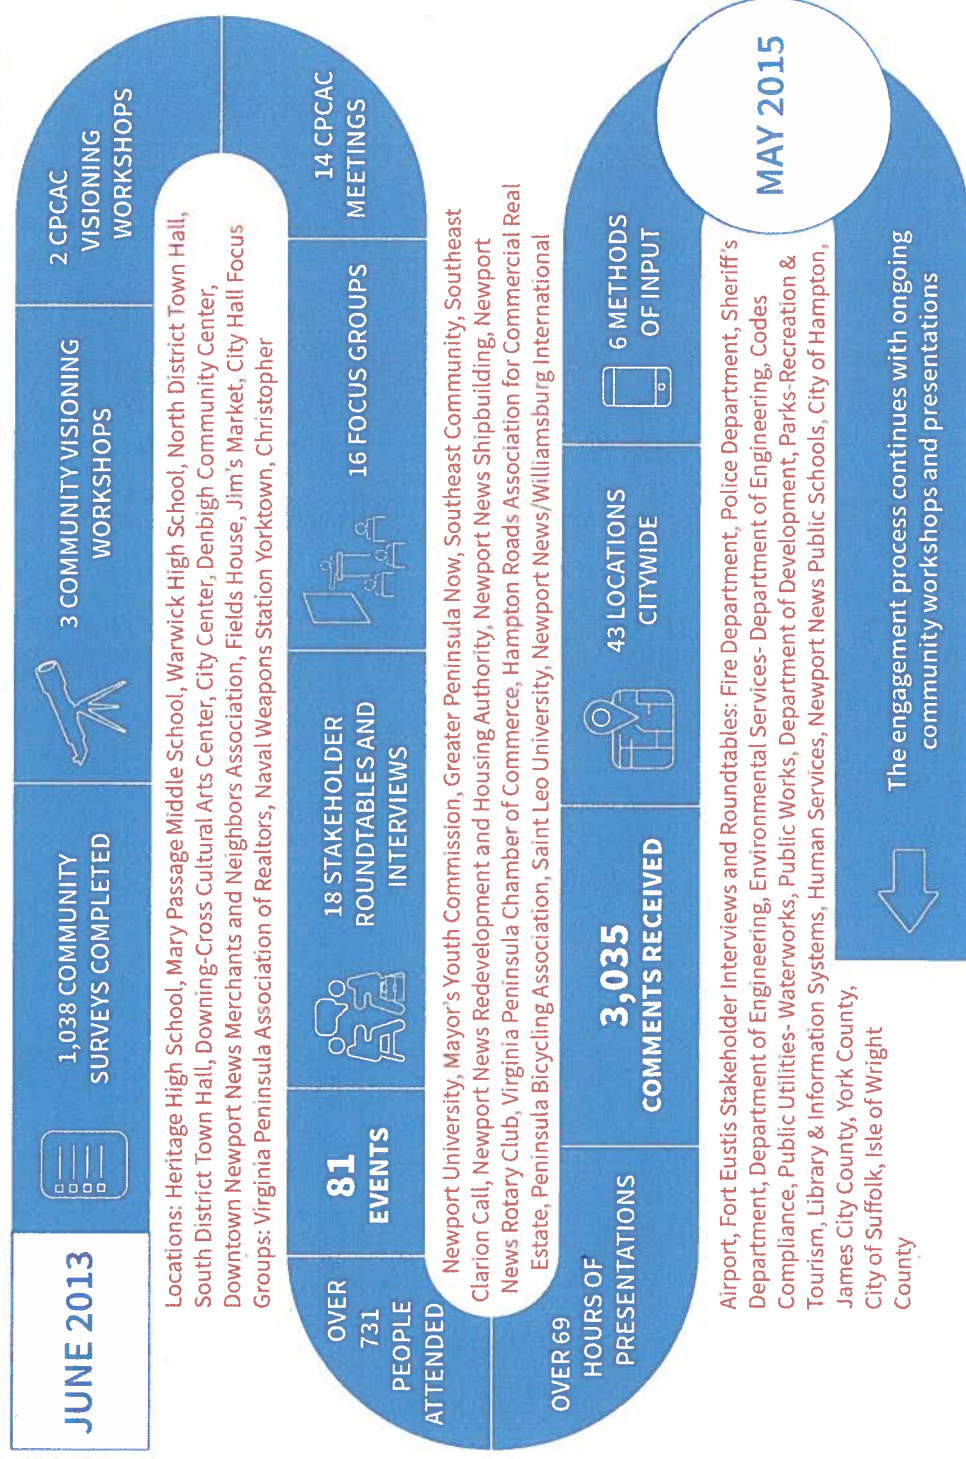 JUNE 2013
1,038 COMMUNITY
SURVEYS COMPLETED
3 COMMUNITY VISIONING
WORKSHOPS
2 CPCAC
VISIONING
WORKSHOPS
Locations: Heritage High School, Mary Passage Middle School, Warwick High School, North District Town Hall,
South District Town Hall, Downing-Cross Cultural Arts Center, City Center, Denbigh Community Center,
Downtown Newport News Merchants and Neighbors Association, Fields House, Jim's Market, City Hall Focus
Groups: Virginia Peninsula Association of Realtors, Naval Weapons Station Yorktown, Christopher
14 CPCAC
MEETINGS
16 FOCUS GROUPS
18 STAKEHOLDER
ROUNDTABLES AND
INTERVIEWS
81
EVENTS
OVER
731
PEOPLE
ATTENDED
Newport University, Mayor's Youth Commission, Greater Peninsula Now, Southeast Community, Southeast
Clarion Call, Newport News Redevelopment and Housing Authority, Newport News Shipbuilding, Newport
News Rotary Club, Virginia Peninsula Chamber of Commerce, Hampton Roads Association for Commercial Real
Estate, Peninsula Bicycling Association, Saint Leo University, Newport News/Williamsburg International
OVER 69
HOURS OF
PRESENTATIONS
3,035
COMMENTS RECEIVED
43 LOCATIONS
CITYWIDE
6 METHODS
OF INPUT
MAY 2015
Airport, Fort Eustis Stakeholder Interviews and Roundtables: Fire Department, Police Department, Sheriff's
Department, Department of Engineering, Environmental Services- Department of Engineering, Codes
Compliance, Public Utilities- Waterworks, Public Works, Department of Development, Parks-Recreation &
Tourism, Library & Information Systems, Human Services, Newport News Public Schools, City of Hampton,
James City County, York County,
City of Suffolk, Isle of Wright
County
The engagement process continues with ongoing
community workshops and presentations